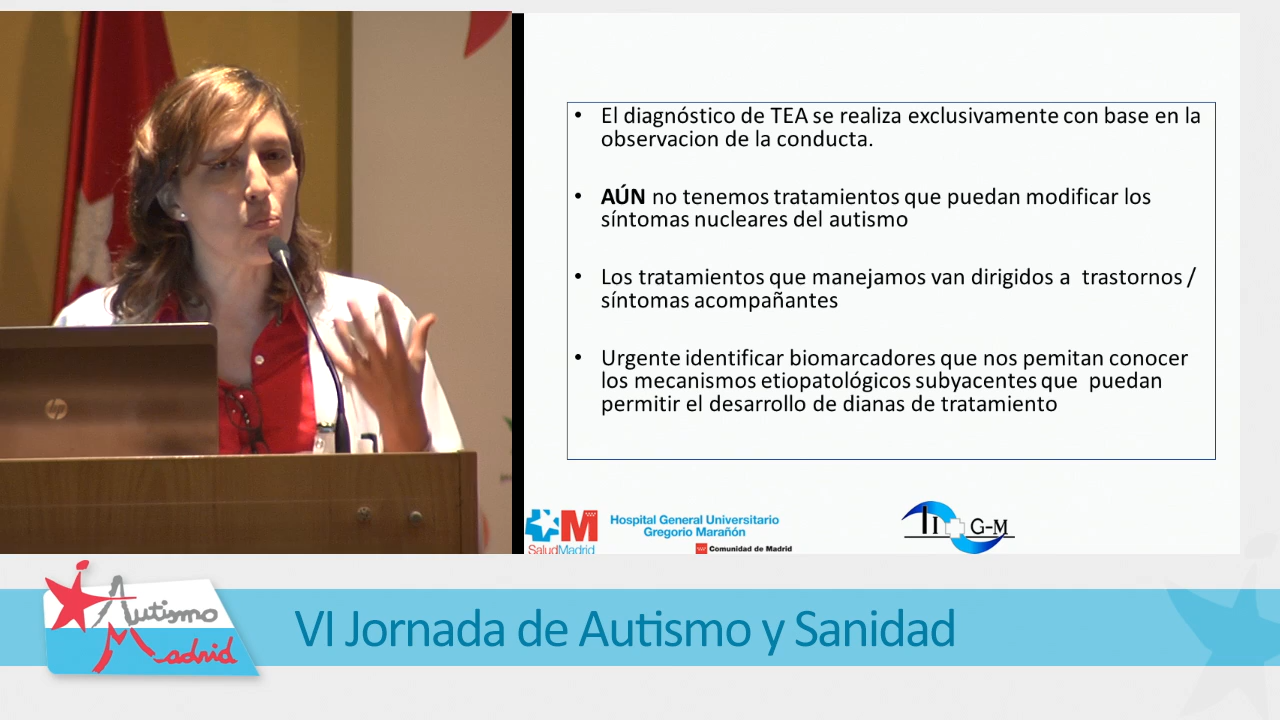 • El diagnóstico de TEA se realiza exclusivamente con base en la
observacion de la conducta.
• AÚN no tenemos tratamientos que puedan modificar los
síntomas nucleares del autismo
• Los tratamientos que manejamos van dirigidos a trastornos /
síntomas acompañantes
• Urgente identificar biomarcadores que nos pemitan conocer
los mecanismos etiopatológicos subyacentes que puedan
permitir el desarrollo de dianas de tratamiento
hp
M
SaludMadrid
Hospital General Universitario
Gregorio Marañón
Comunidad de Madrid
II G-M
Autismo
Madrid
VI Jornada de Autismo y Sanidad